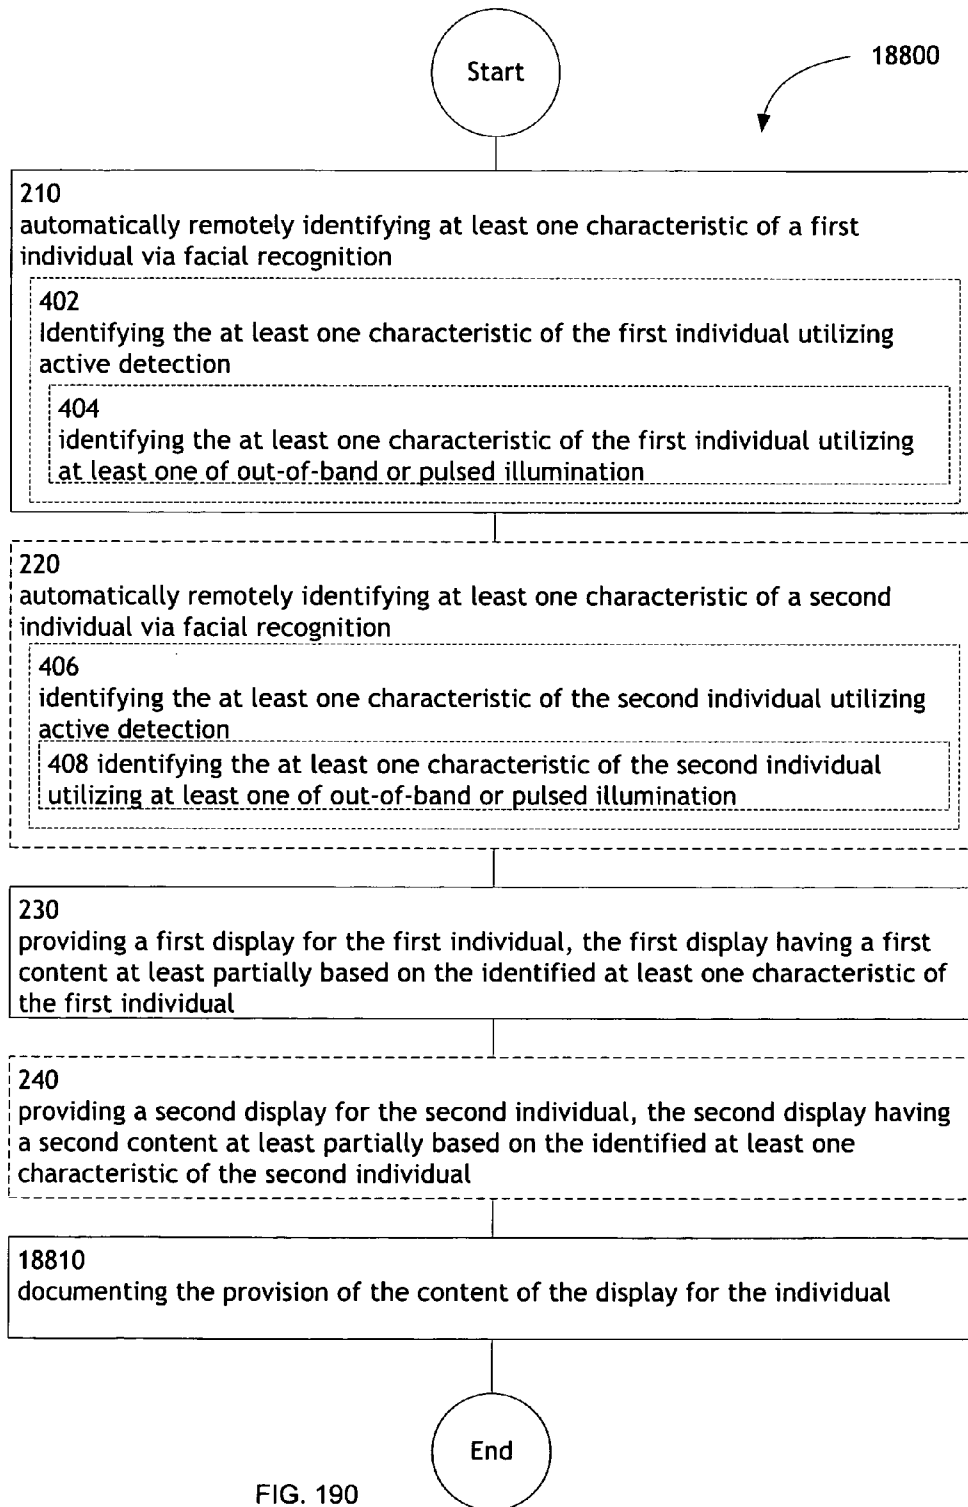 Start
18800
210
automatically remotely identifying at least one characteristic of a first
individual via facial recognition
402
identifying the at least one characteristic of the first individual utilizing
active detection
404
identifying the at least one characteristic of the first individual utilizing
at least one of out-of-band or pulsed illumination
220
automatically remotely identifying at least one characteristic of a second
individual via facial recognition
406
identifying the at least one characteristic of the second individual utilizing
active detection
408 identifying the at least one characteristic of the second individual
utilizing at least one of out-of-band or pulsed illumination
230
providing a first display for the first individual, the first display having a first
content at least partially based on the identified at least one characteristic of
the first individual
240
providing a second display for the second individual, the second display having
a second content at least partially based on the identified at least one
characteristic of the second individual
18810
documenting the provision of the content of the display for the individual
End
FIG. 190